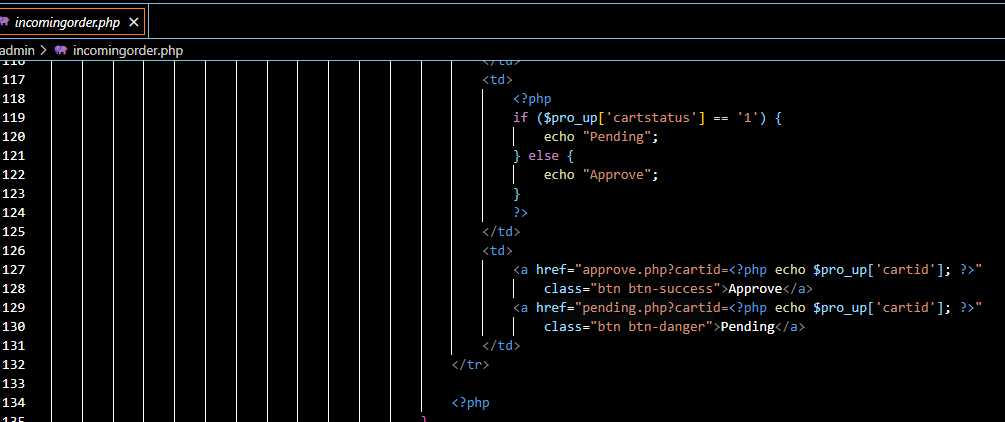 incomingorder.php
admin > incomingorder.php
116 </td>
117 <td>
118 <?php
119 if ($pro_up['cartstatus'] == '1') {
120 echo "Pending";
121 } else {
122 echo "Approve";
123 }
124 ?>
125 </td>
126 <td>
127 <a href="approve.php?cartid=<?php echo $pro_up['cartid']; ?>"
128 class="btn btn-success">Approve</a>
129 <a href="pending.php?cartid=<?php echo $pro_up['cartid']; ?>"
130 class="btn btn-danger">Pending</a>
131 </td>
132 </tr>
133
134 <?php
135 }